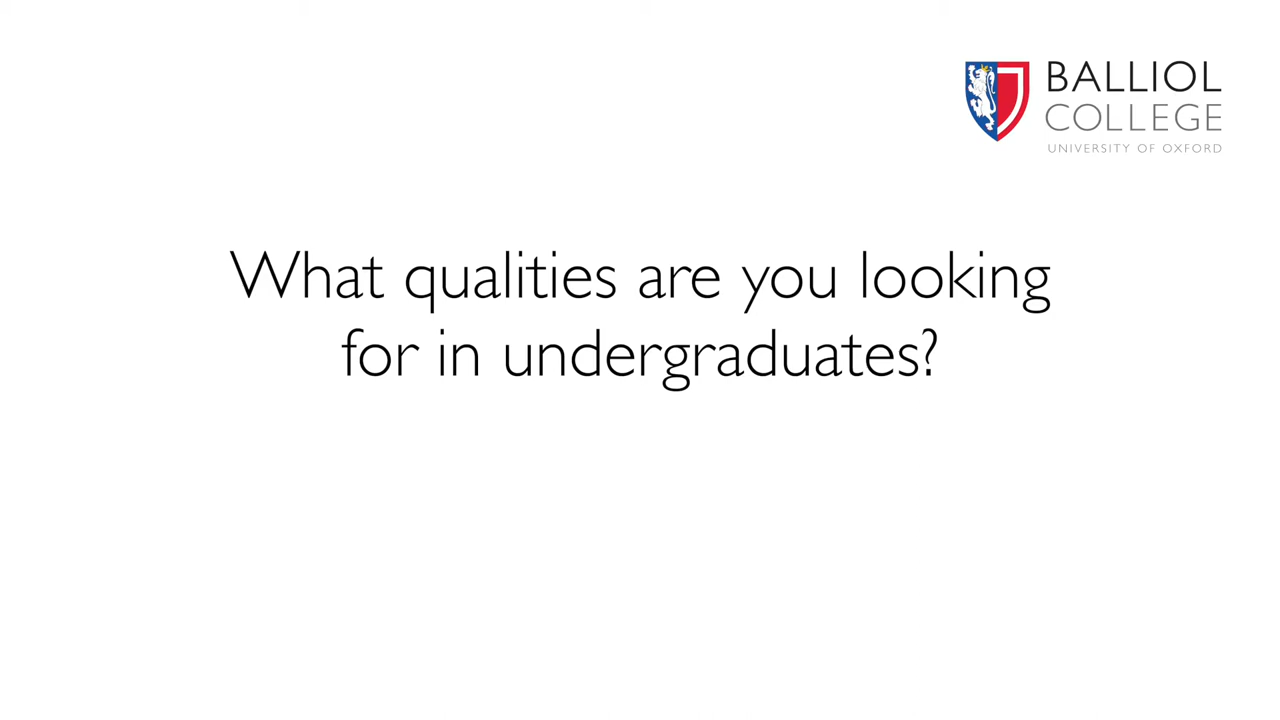 BALLIOL
COLLEGE
UNIVERSITY OF OXFORD
What qualities are you looking
for in undergraduates?